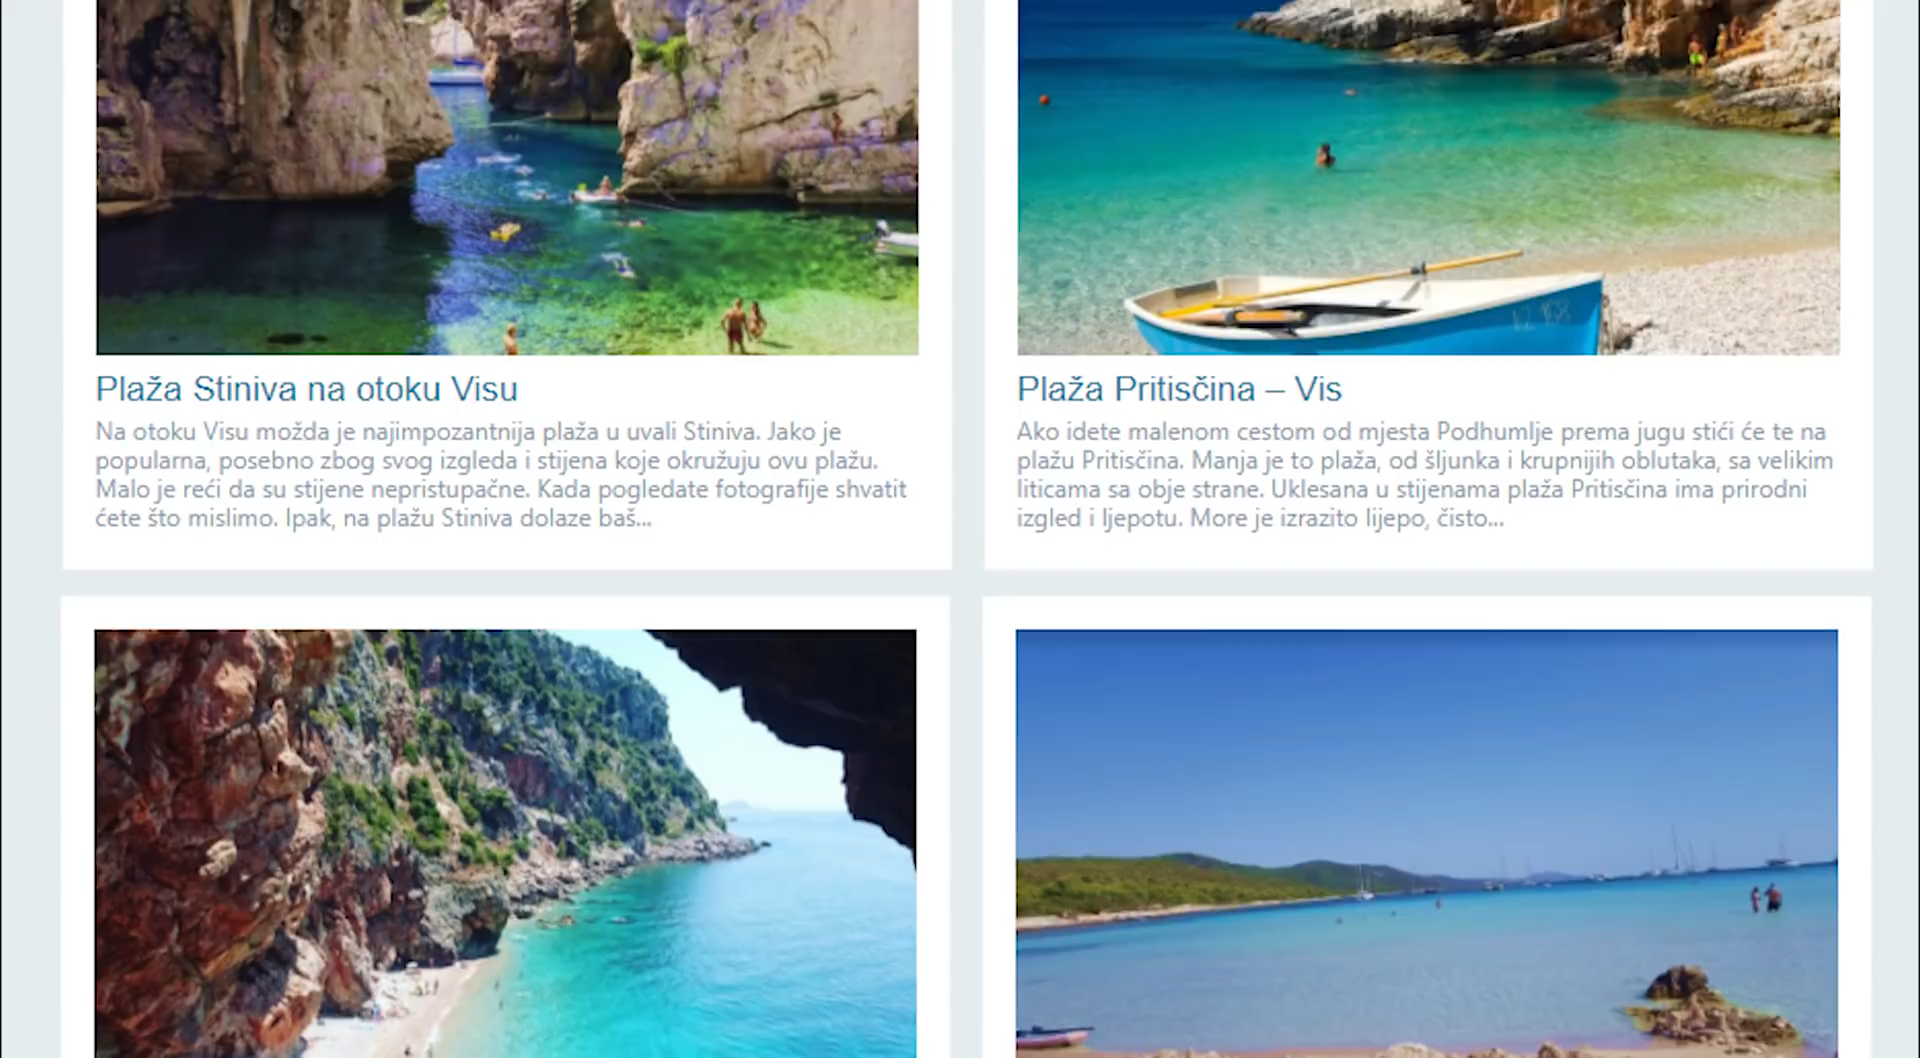 Plaža Stiniva na otoku Visu
Na otoku Visu možda je najimpozantnija plaža u uvali Stiniva. Jako je
popularna, posebno zbog svog izgleda i stijena koje okružuju ovu plažu.
Malo je reći da su stijene nepristupačne. Kada pogledate fotografije shvatit
ćete što mislimo. Ipak, na plažu Stiniva dolaze baš...
Plaža Pritisčina – Vis
Ako idete malenom cestom od mjesta Podhumlje prema jugu stići će te na
plažu Pritisčina. Manja je to plaža, od šljunka i krupnijih oblutaka, sa velikim
liticama sa obje strane. Uklesana u stijenama plaža Pritisčina ima prirodni
izgled i ljepotu. More je izrazito lijepo, čisto...